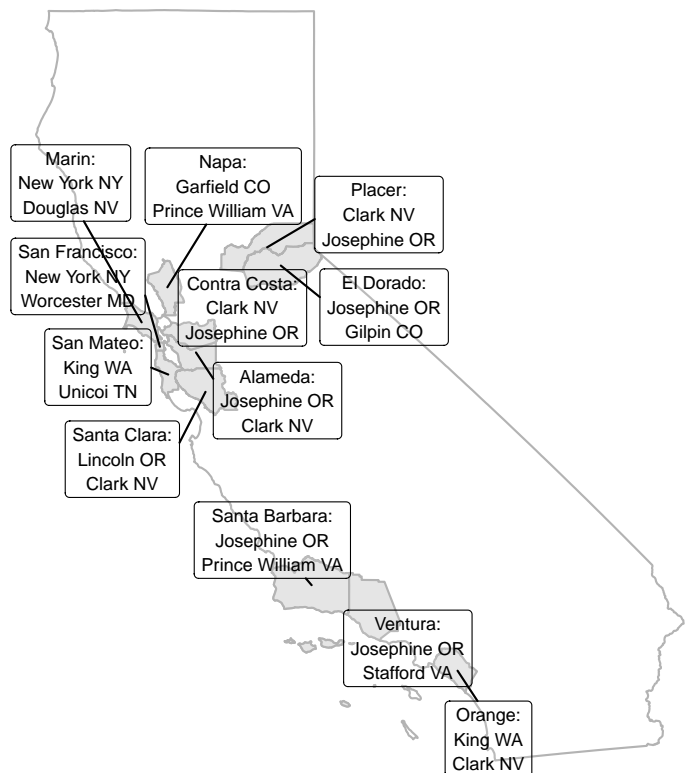 Marin:
New York NY
Douglas NV
Napa:
Garfield CO
Prince William VA
Placer:
Clark NV
Josephine OR
San Francisco:
New York NY
Worcester MD
Contra Costa:
Clark NV
Josephine OR
El Dorado:
Josephine OR
Gilpin CO
San Mateo:
King WA
Unicoi TN
Alameda:
Josephine OR
Clark NV
Santa Clara:
Lincoln OR
Clark NV
Santa Barbara:
Josephine OR
Prince William VA
Ventura:
Josephine OR
Stafford VA
Orange:
King WA
Clark NV